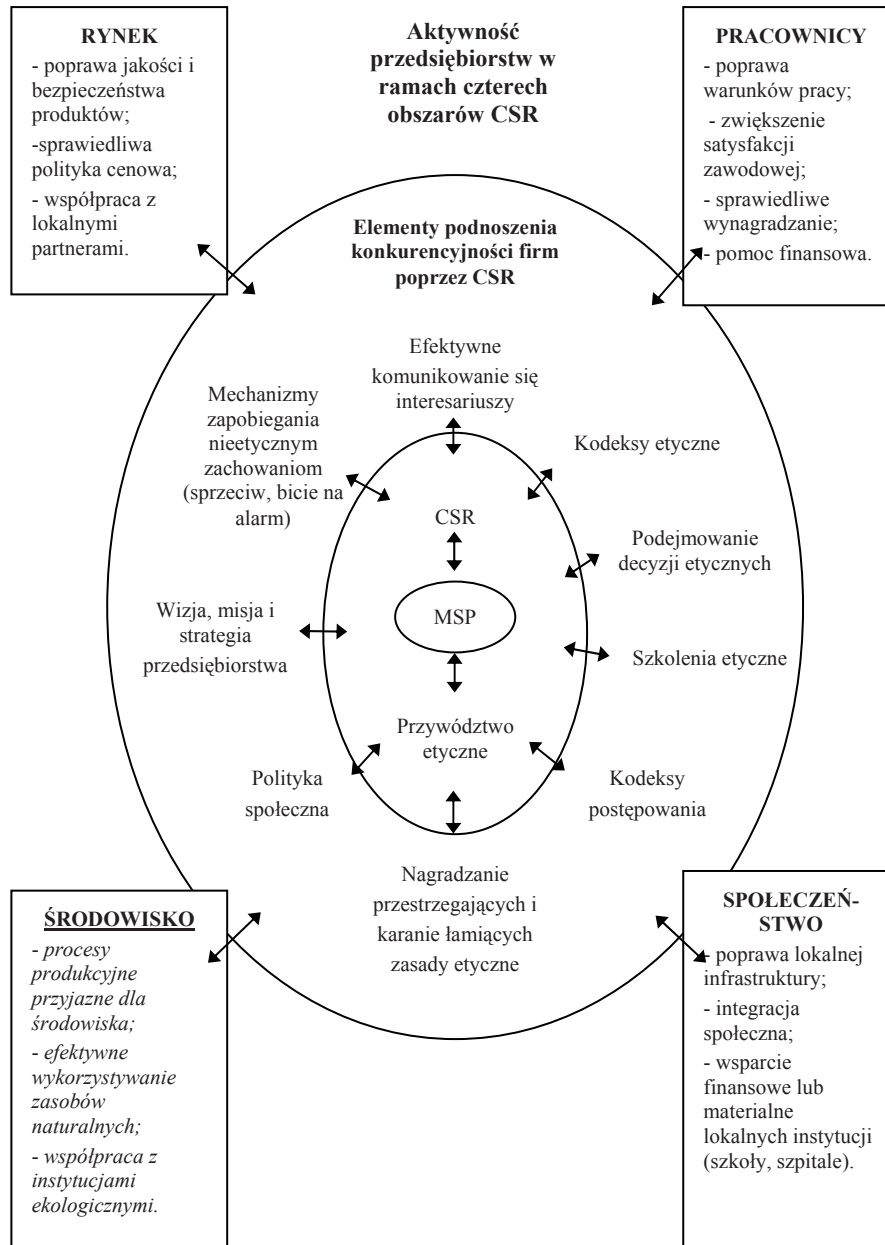 RYNEK
- poprawa jakości i
bezpieczeństwa
produktów;
-sprawiedliwa
polityka cenowa;
- współpraca z
lokalnymi
partnerami.
Aktywność
przedsiębiorstw w
ramach czterech
obszarów CSR
PRACOWNICY
- poprawa
warunków pracy;
- zwiększenie
satysfakcji
zawodowej;
- sprawiedliwe
wynagradzanie;
- pomoc finansowa.
Elementy podnoszenia
konkurencyjności firm
poprzez CSR
Efektywne
komunikowanie się
interesariuszy
Mechanizmy
zapobiegania
nieetycznym
zachowaniom
(sprzeciw, bicie na
alarm)
Kodeksy etyczne
CSR
Podejmowanie
decyzji etycznych
MSP
Wizja, misja i
strategia
przedsiębiorstwa
Szkolenia etyczne
Przywództwo
etyczne
Polityka
społeczna
Kodeksy
postępowania
Nagradzanie
przestrzegających i
karanie łamiących
zasady etyczne
ŚRODOWISKO
- procesy
produkcyjne
przyjazne dla
środowiska;
- efektywne
wykorzystywanie
zasobów
naturalnych;
- współpraca z
instytucjami
ekologicznymi.
SPOŁECZEŃ-
STWO
- poprawa lokalnej
infrastruktury;
- integracja
społeczna;
- wsparcie
finansowe lub
materialne
lokalnych instytucji
(szkoły, szpitale).